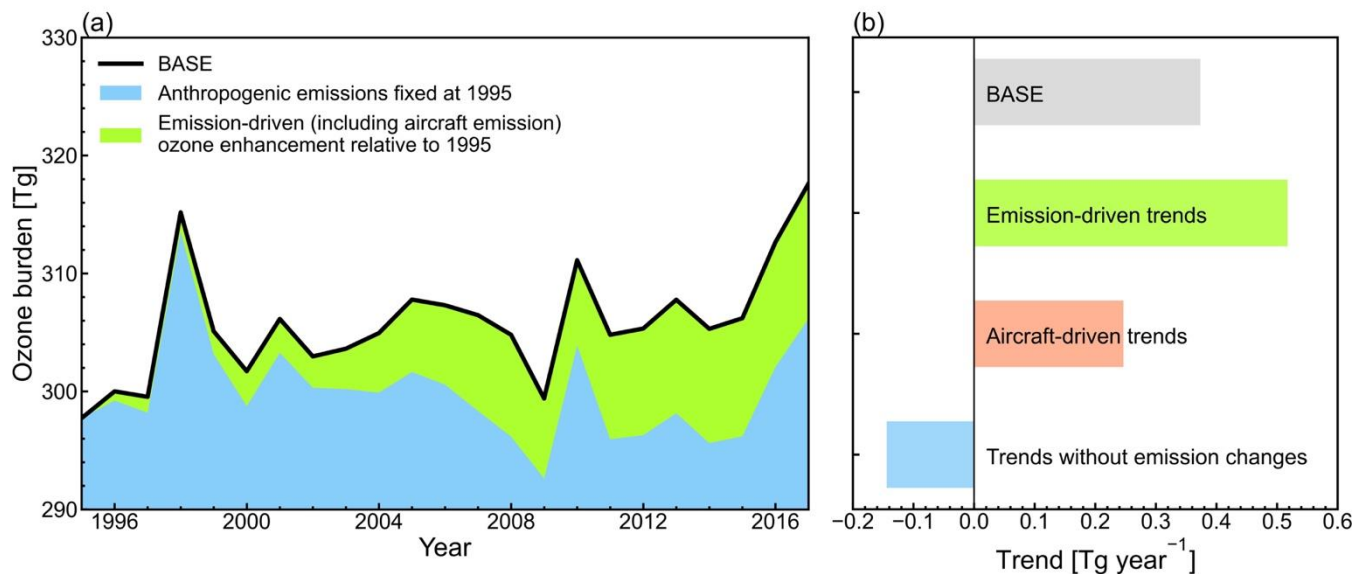 (a)
330
320
310
300
290
Ozone burden [Tg]
BASE
Anthropogenic emissions fixed at 1995
Emission-driven (including aircraft emission)
ozone enhancement relative to 1995
1996 2000 2004 2008 2012 2016
Year
(b)
BASE
Emission-driven trends
Aircraft-driven trends
Trends without emission changes
−0.2 −0.1 0.0 0.1 0.2 0.3 0.4 0.5 0.6
Trend [Tg year⁻¹]